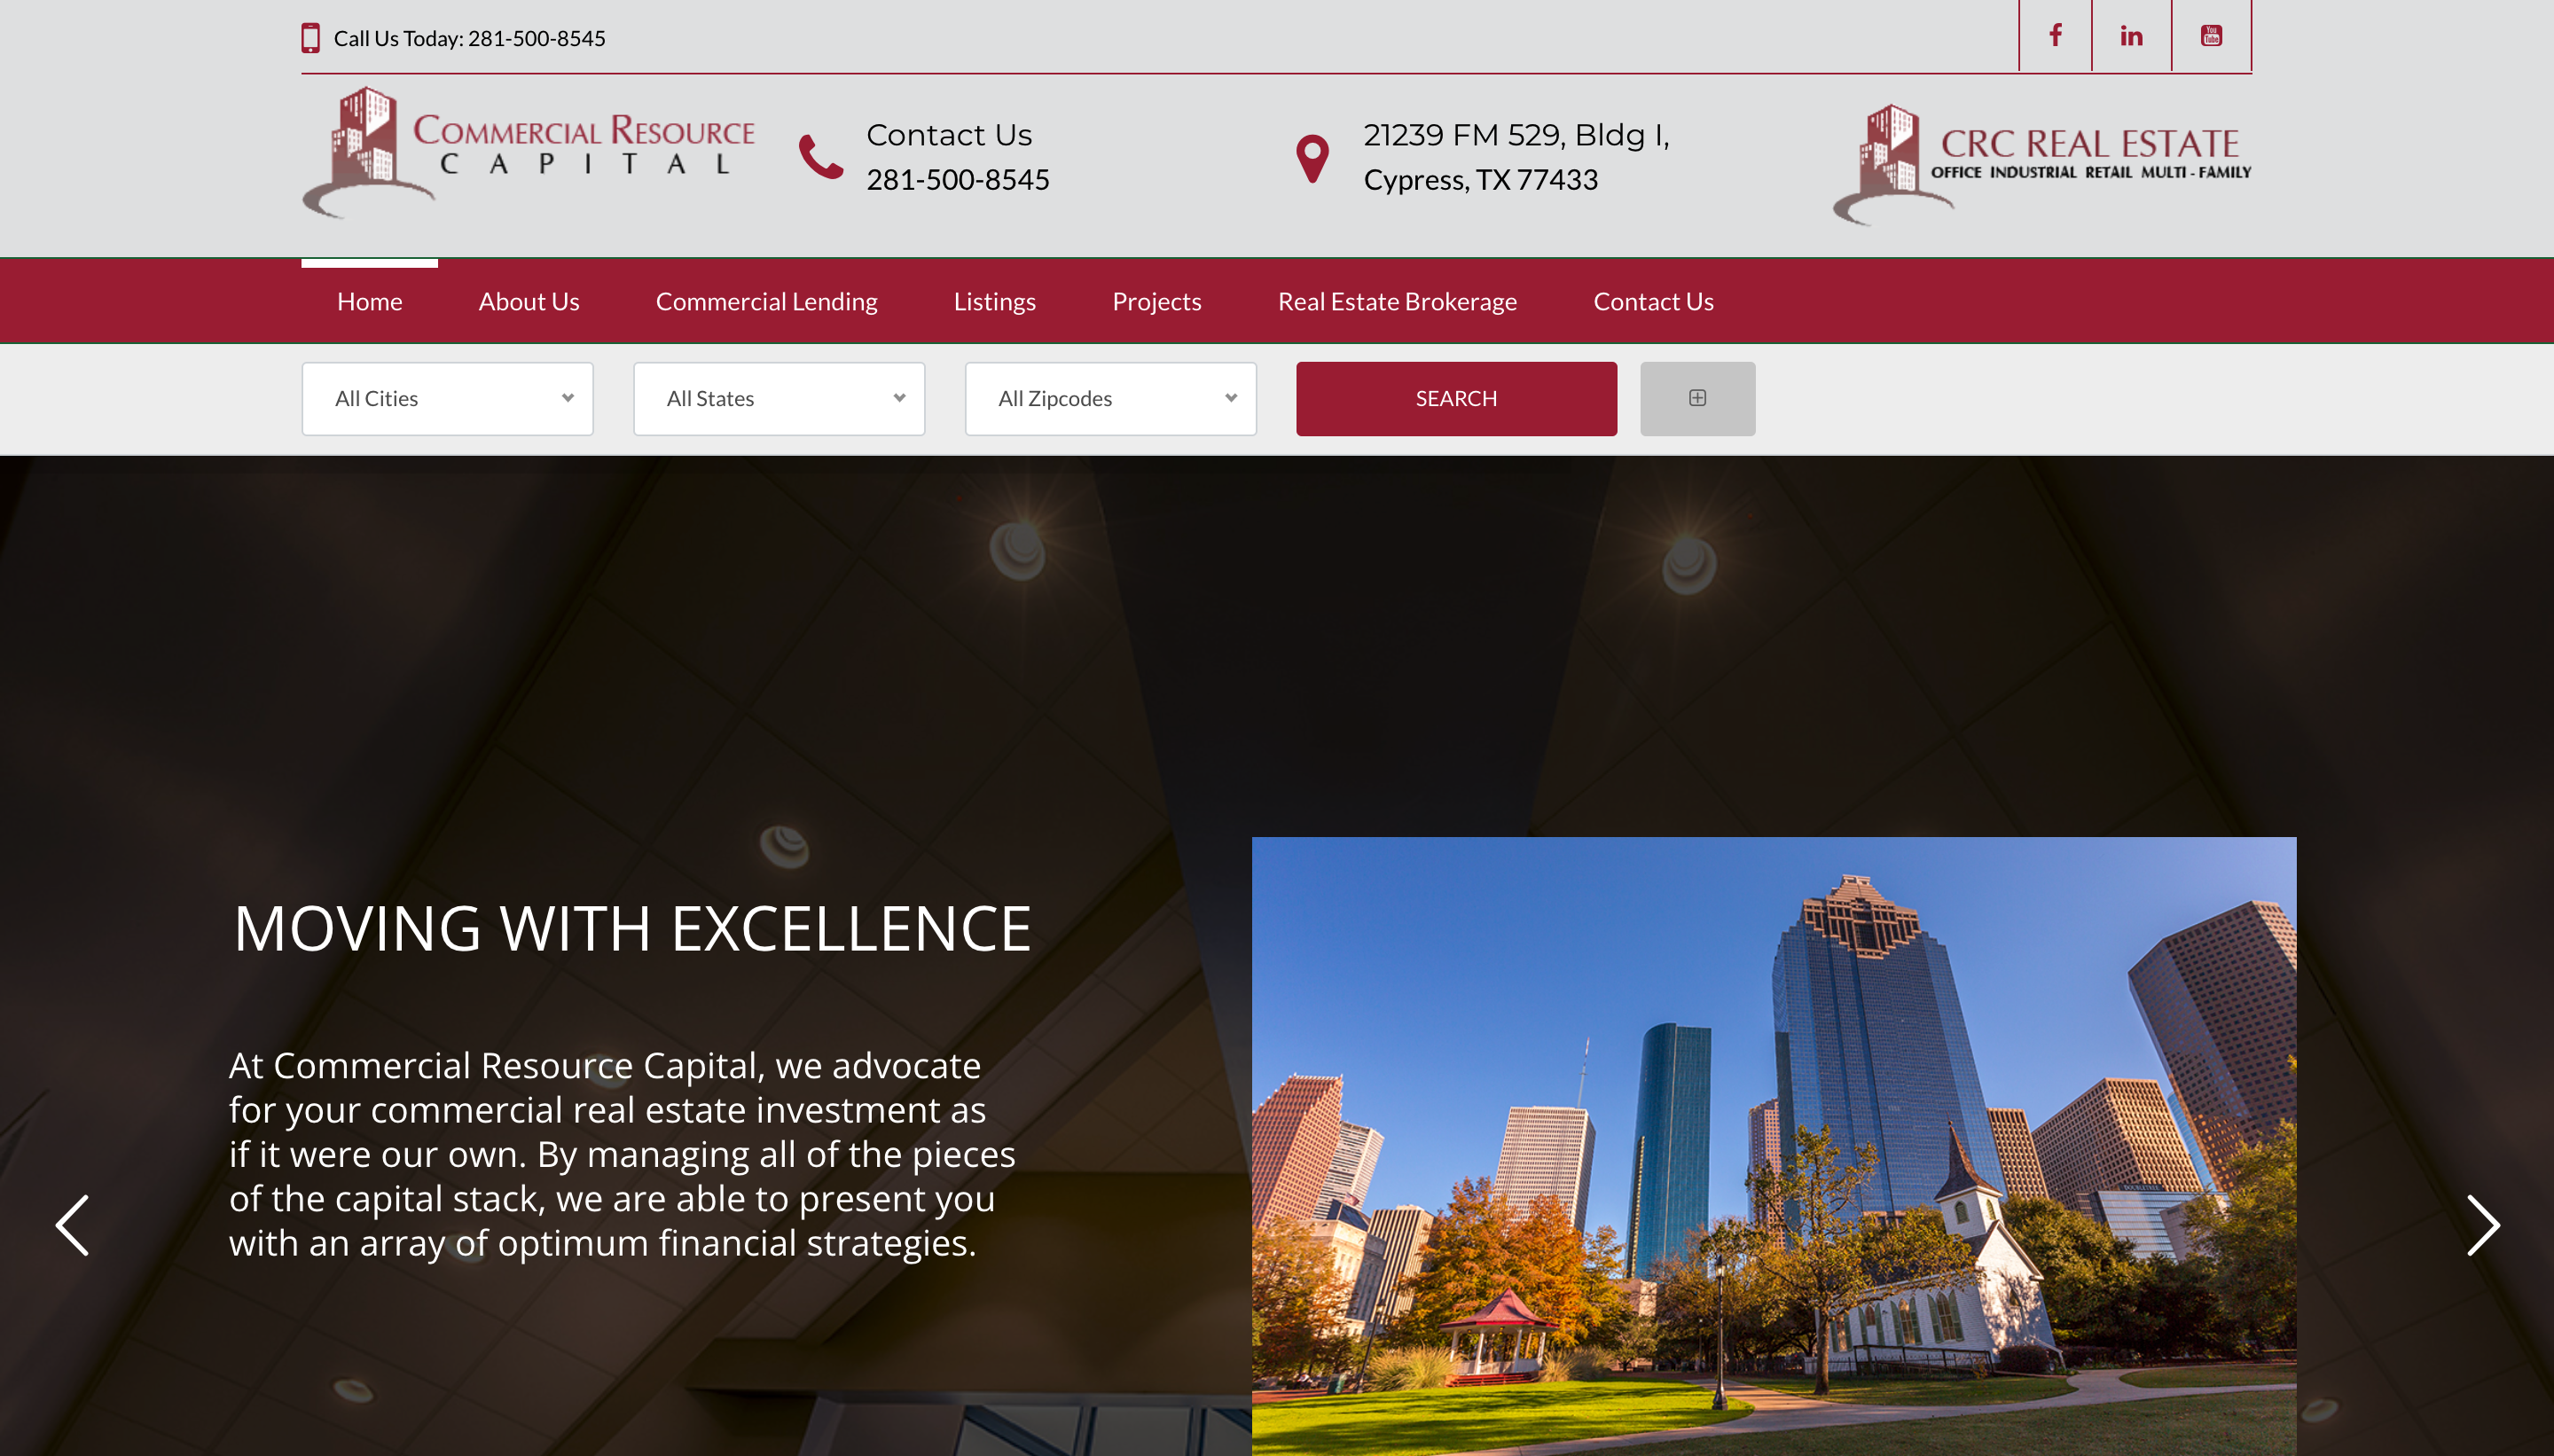 Call Us Today: 281-500-8545
COMMERCIAL RESOURCE
CAPITAL
Contact Us
281-500-8545
21239 FM 529, Bldg I,
Cypress, TX 77433
CRC REAL ESTATE
OFFICE INDUSTRIAL RETAIL MULTI-FAMILY
Home About Us Commercial Lending Listings Projects Real Estate Brokerage Contact Us
All Cities All States All Zipcodes SEARCH
MOVING WITH EXCELLENCE
At Commercial Resource Capital, we advocate
for your commercial real estate investment as
if it were our own. By managing all of the pieces
of the capital stack, we are able to present you
with an array of optimum financial strategies.